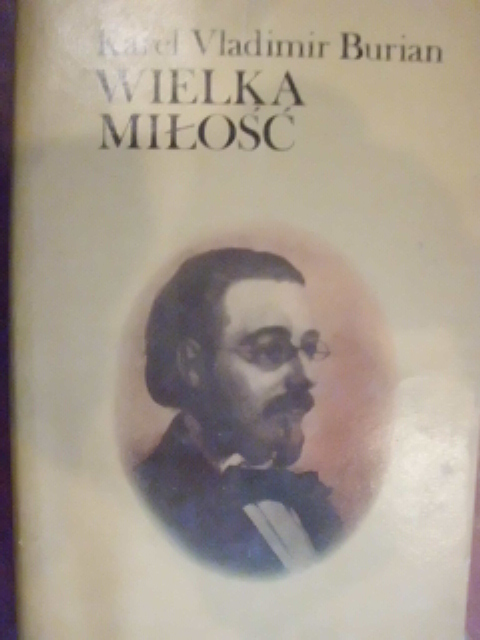 Karel Vladimir Burian
WIELKA
MIŁOŚĆ